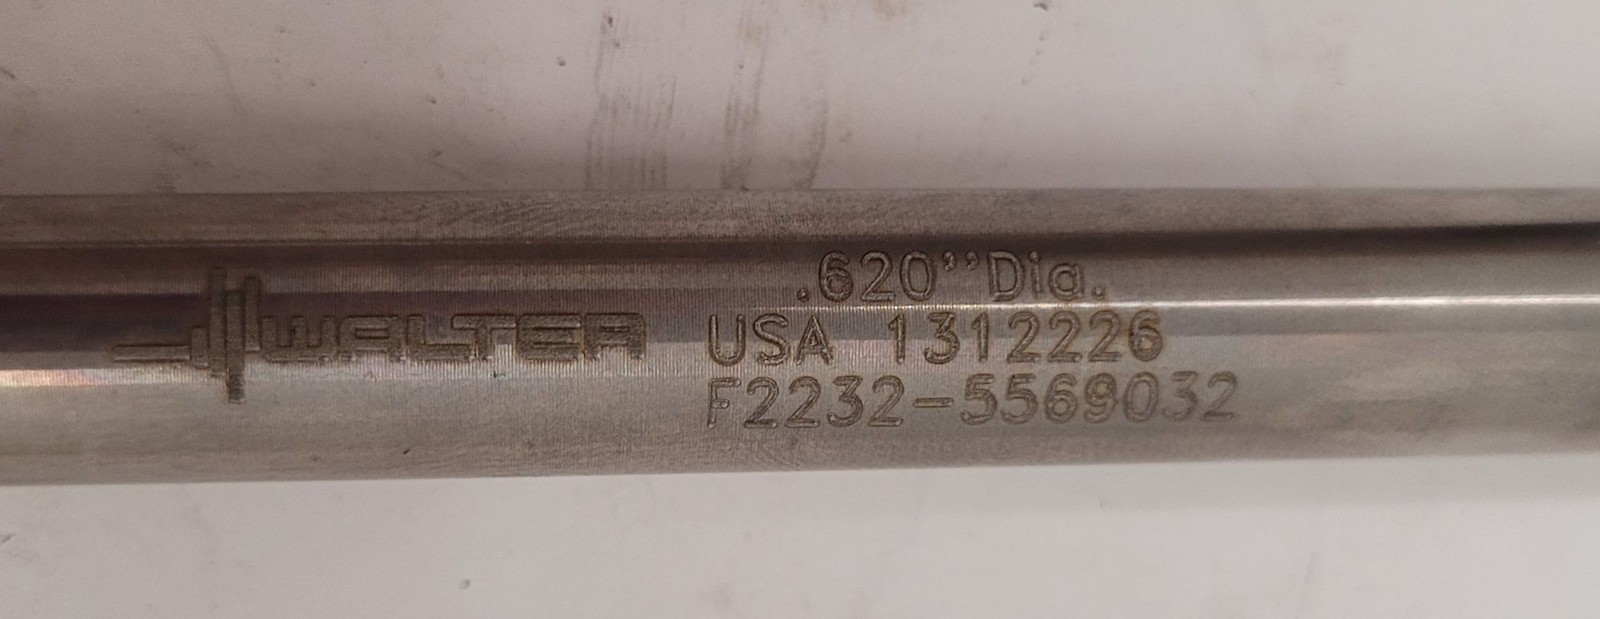 .620" Dia.
WALTER
USA 1312226
F2232-5569032